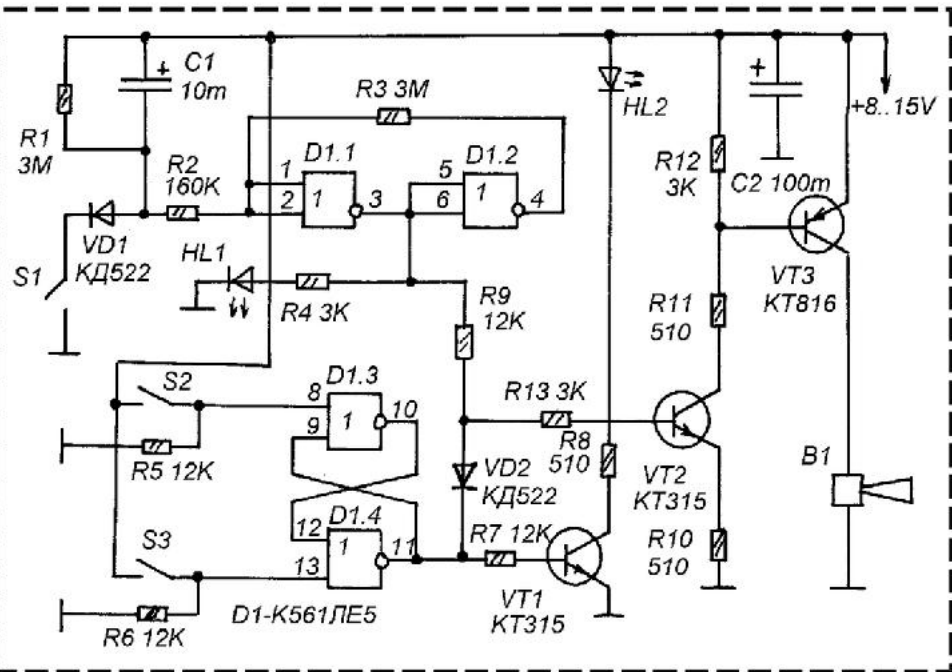 C1
10m
+
R1
3M
R2
160K
R3 3M
D1.1
1
2
1
3
D1.2
5
6
1
4
HL2
R12
3K
+
C2 100m
+8..15V
VT3
KT816
S1
VD1
КД522
HL1
R4 3K
R9
12K
R11
510
S2
R5 12K
D1.3
8
9
1
10
R13 3K
R8
510
VD2
КД522
VT2
KT315
B1
S3
R6 12K
D1.4
12
13
1
11
R7 12K
VT1
KT315
R10
510
D1-К561ЛЕ5